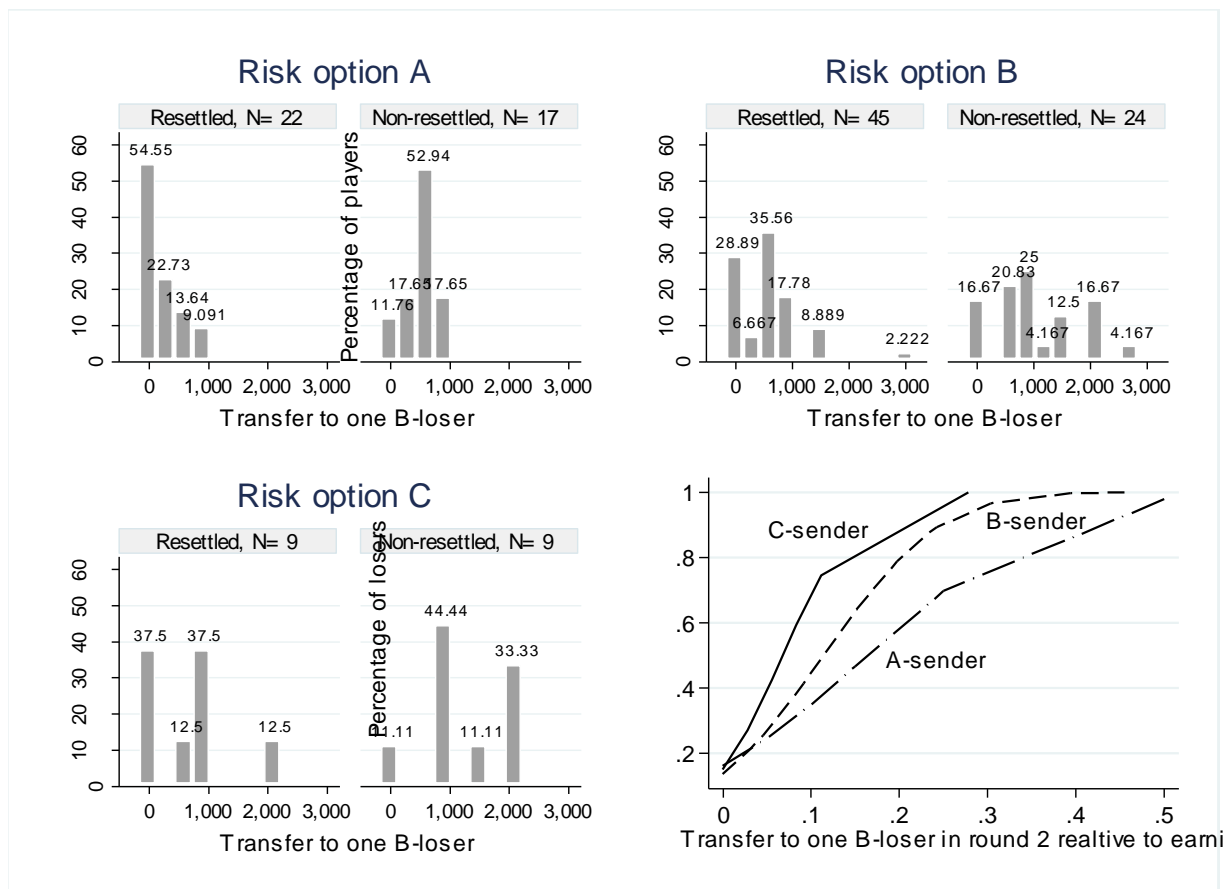 Risk option A
Resettled, N= 22
Non-resettled, N= 17
Percentage of players
60
50
40
30
20
10
0
54.55
22.73
13.64
9.091
11.76
17.65
52.94
17.65
0 1,000 2,000 3,000
0 1,000 2,000 3,000
Transfer to one B-loser
Risk option B
Resettled, N= 45
Non-resettled, N= 24
60
50
40
30
20
10
0
28.89
6.667
35.56
17.78
8.889
2.222
16.67
20.83
25
4.167
12.5
16.67
4.167
0 1,000 2,000 3,000
0 1,000 2,000 3,000
Transfer to one B-loser
Risk option C
Resettled, N= 9
Non-resettled, N= 9
Percentage of losers
60
50
40
30
20
10
0
37.5
12.5
37.5
12.5
11.11
44.44
11.11
33.33
0 1,000 2,000 3,000
0 1,000 2,000 3,000
Transfer to one B-loser
1
.8
.6
.4
.2
C-sender
B-sender
A-sender
0 .1 .2 .3 .4 .5
Transfer to one B-loser in round 2 realtive to earni